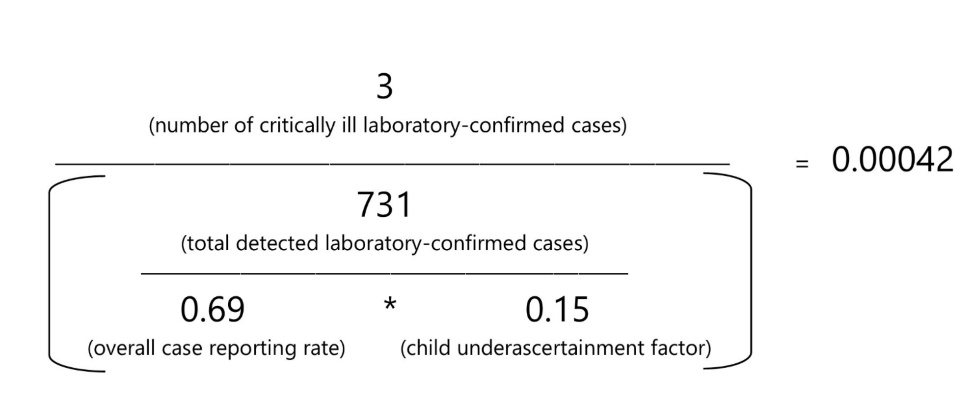 3
(number of critically ill laboratory-confirmed cases)
= 0.00042
731
(total detected laboratory-confirmed cases)
0.69 * 0.15
(overall case reporting rate) (child underascertainment factor)